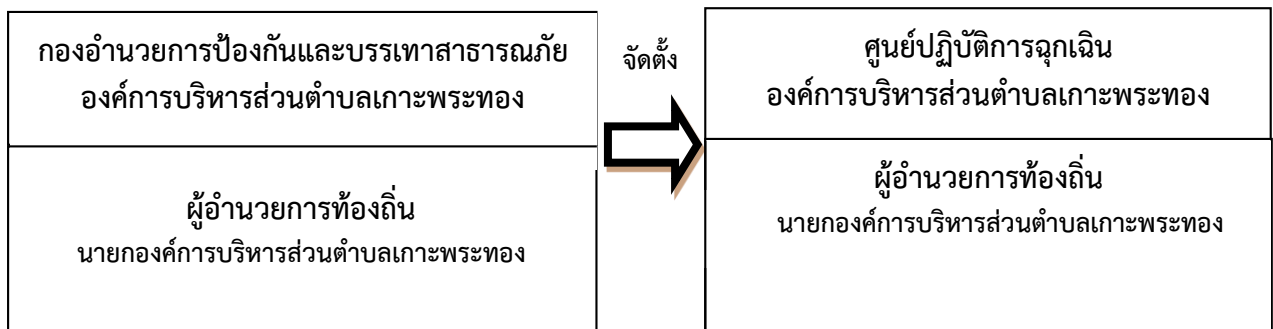 กองอำนวยการป้องกันและบรรเทาสาธารณภัย
องค์การบริหารส่วนตำบลเกาะพระทอง
ผู้อำนวยการท้องถิ่น
นายกองค์การบริหารส่วนตำบลเกาะพระทอง
จัดตั้ง
ศูนย์ปฏิบัติการฉุกเฉิน
องค์การบริหารส่วนตำบลเกาะพระทอง
ผู้อำนวยการท้องถิ่น
นายกองค์การบริหารส่วนตำบลเกาะพระทอง